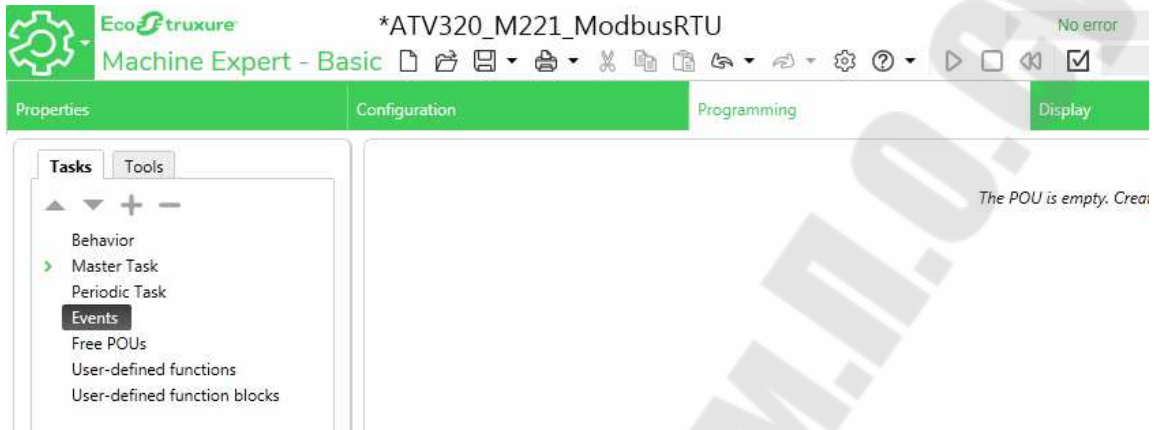 EcoStruxure *ATV320_M221_ModbusRTU No error
Machine Expert - Basic
Properties Configuration Programming Display
Tasks Tools
The POU is empty.
Behavior
Master Task
Periodic Task
Events
Free POUs
User-defined functions
User-defined function blocks